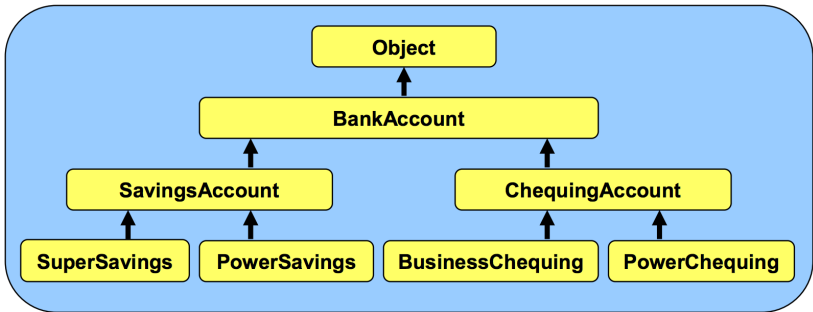 Object
BankAccount
SavingsAccount
ChequingAccount
SuperSavings
PowerSavings
BusinessChequing
PowerChequing